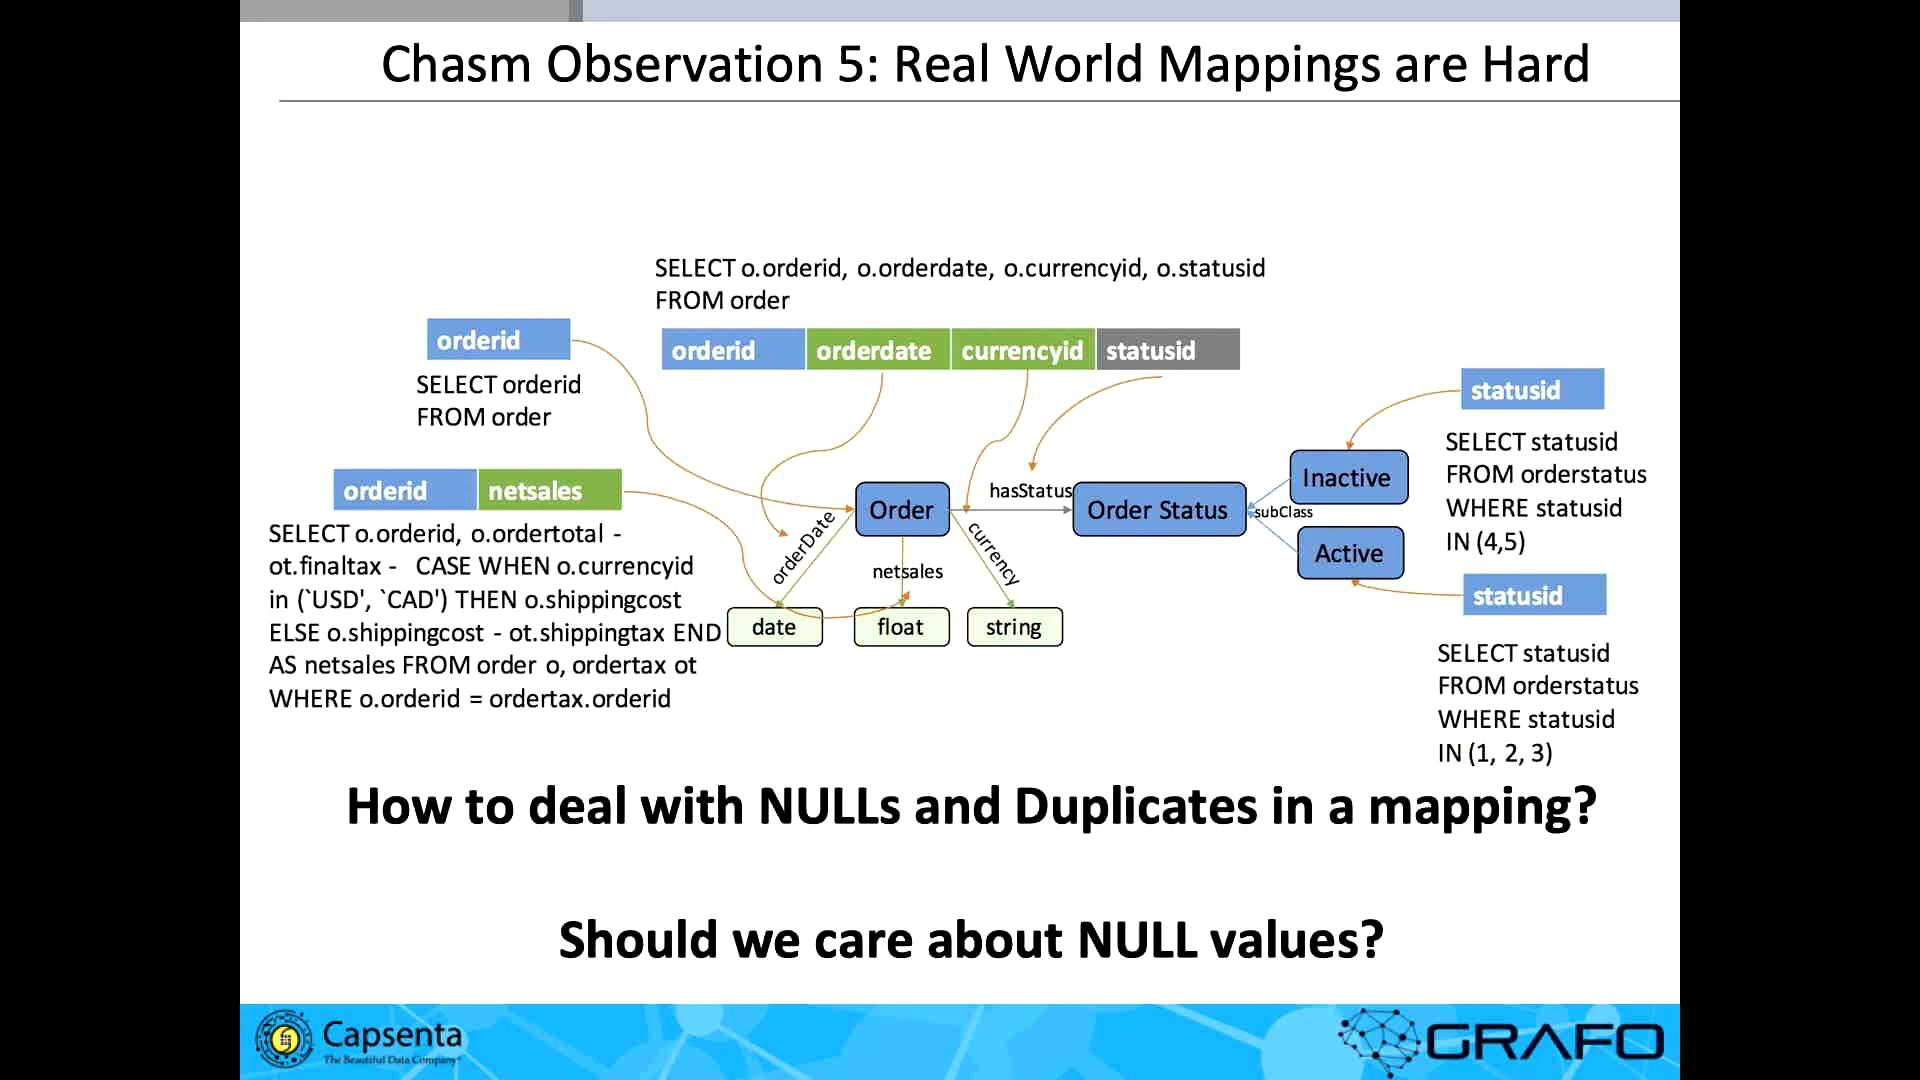 Chasm Observation 5: Real World Mappings are Hard
SELECT o.orderid, o.orderdate, o.currencyid, o.statusid
FROM order
orderid
orderdate
currencyid
statusid
orderid
SELECT orderid
FROM order
orderid
netsales
SELECT o.orderid, o.ordertotal -
ot.finaltax - CASE WHEN o.currencyid
in (`USD', `CAD') THEN o.shippingcost
ELSE o.shippingcost - ot.shippingtax END
AS netsales FROM order o, ordertax ot
WHERE o.orderid = ordertax.orderid
Order
hasStatus
Order Status
subClass
Inactive
Active
orderDate
netsales
currency
date
float
string
statusid
SELECT statusid
FROM orderstatus
WHERE statusid
IN (4,5)
statusid
SELECT statusid
FROM orderstatus
WHERE statusid
IN (1, 2, 3)
How to deal with NULLs and Duplicates in a mapping?
Should we care about NULL values?
Capsenta
The Beautiful Data Company
GRAFO